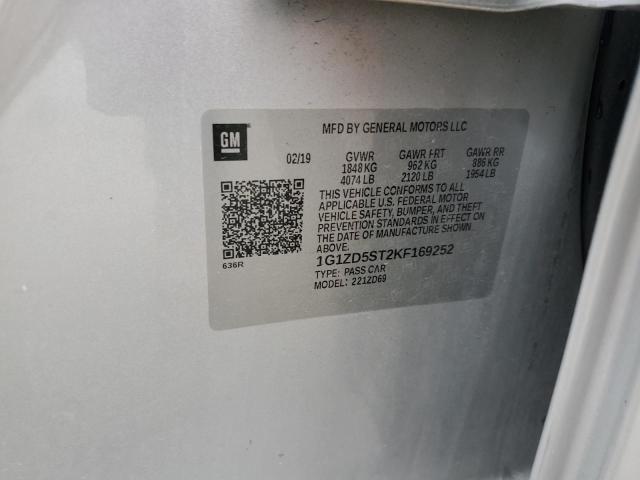 GM
MFD BY GENERAL MOTORS LLC
02/19 GVWR GAWR FRT GAWR RR
1848 KG 962 KG 886 KG
4074 LB 2120 LB 1954 LB
THIS VEHICLE CONFORMS TO ALL
APPLICABLE U.S. FEDERAL MOTOR
VEHICLE SAFETY, BUMPER, AND THEFT
PREVENTION STANDARDS IN EFFECT ON
THE DATE OF MANUFACTURE SHOWN
ABOVE.
1G1ZD5ST2KF169252
TYPE: PASS CAR
MODEL: 221ZD69
636R